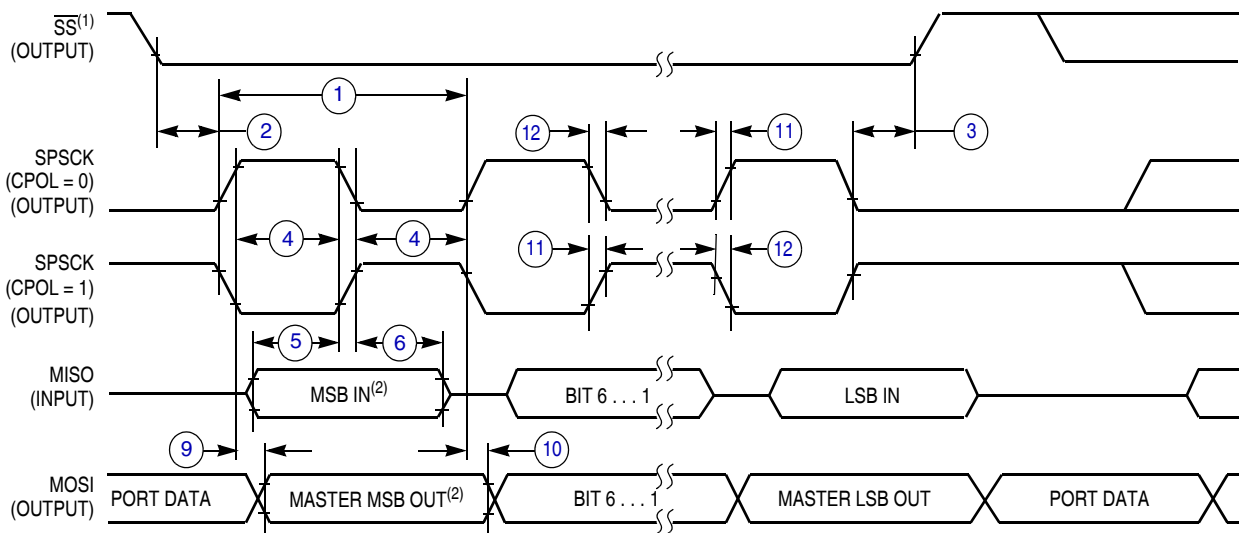 SS(1)
(OUTPUT)
1
2
12
11
3
SPSCK
(CPOL = 0)
(OUTPUT)
4
4
11
12
SPSCK
(CPOL = 1)
(OUTPUT)
5
6
MISO
(INPUT)
MSB IN(2)
BIT 6 . . . 1
LSB IN
9
10
MOSI
(OUTPUT)
PORT DATA
MASTER MSB OUT(2)
BIT 6 . . . 1
MASTER LSB OUT
PORT DATA